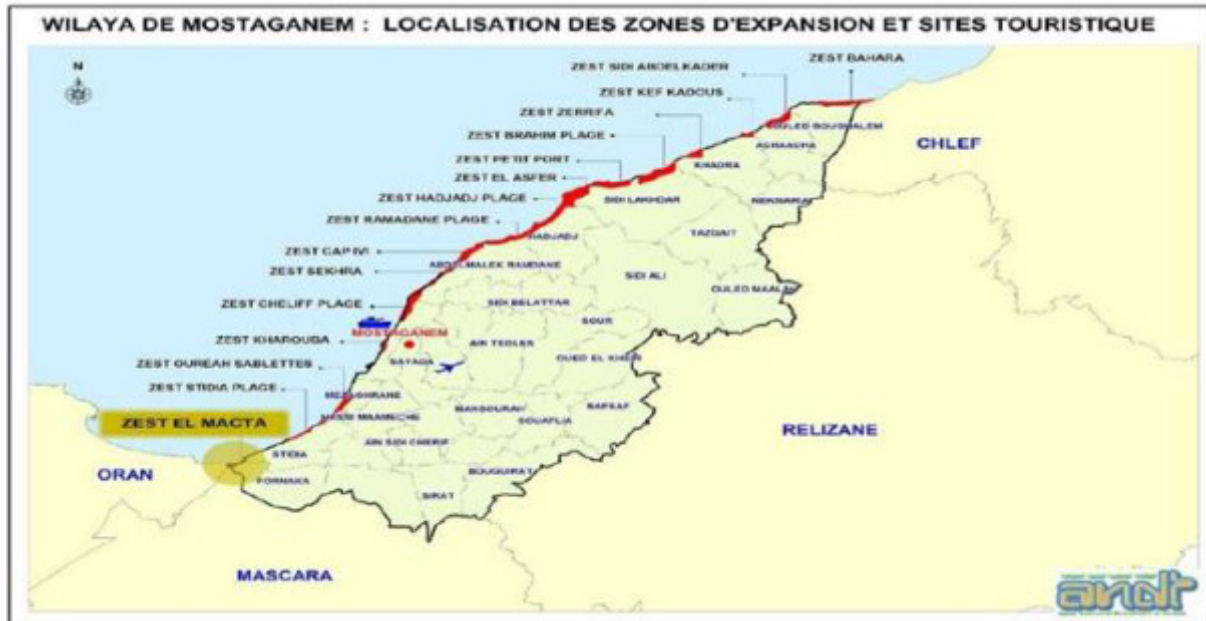 WILAYA DE MOSTAGANEM : LOCALISATION DES ZONES D'EXPANSION ET SITES TOURISTIQUE
N
ZEST BAHARA
ZEST SIDI ABDELKADER
ZEST KEF KADOUS
ZEST ZERRIFA
ZEST BRAHIM PLAGE
ZEST PETIT PORT
ZEST EL ASFER
ZEST HADJADJ PLAGE
ZEST RAMADANE PLAGE
ZEST CAP IVI
ZEST SEKHRA
ZEST CHELIFF PLAGE
ZEST KHAROUBA
ZEST OUREAH SABLETTES
ZEST STIDIA PLAGE
ZEST EL MACTA
OULED BOUGHALEM
ACHAACHA
KHADRA
NEKMARIA
SIDI LAKHDAR
TAZGAIT
HADJADJ
ABDELMALEK RAMDANE
SIDI ALI
OULED MAALAH
SIDI BELATTAR
SOUR
MOSTAGANEM
AIN TEDLES
SAYADA
OUED EL KHEIR
MEZAGHRANE
MANSOURAH
SAFSAF
HASSI MAAMECHE
SOUAFLIA
AIN SIDI CHERIF
STIDIA
BOUGUIRAT
FORNAKA
SIRAT
CHLEF
RELIZANE
ORAN
MASCARA
andt